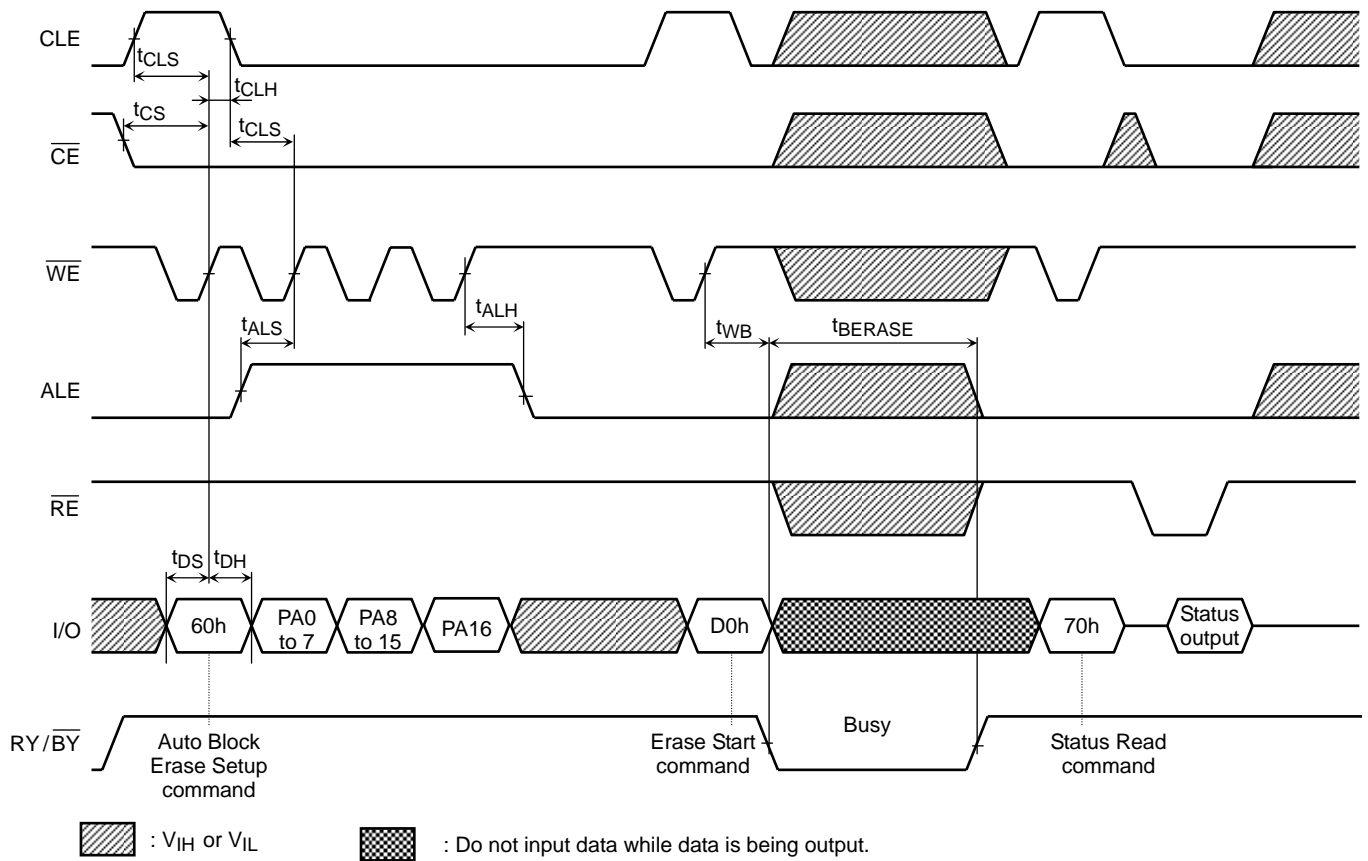 CLE
tCLS
tCLH
tCS
tCLS
CE
WE
tALS
tALH
tWB
tBERASE
ALE
RE
tDS
tDH
I/O
60h
PA0
to 7
PA8
to 15
PA16
D0h
70h
Status
output
RY/BY
Busy
Auto Block
Erase Setup
command
Erase Start
command
Status Read
command
: VIH or VIL
: Do not input data while data is being output.